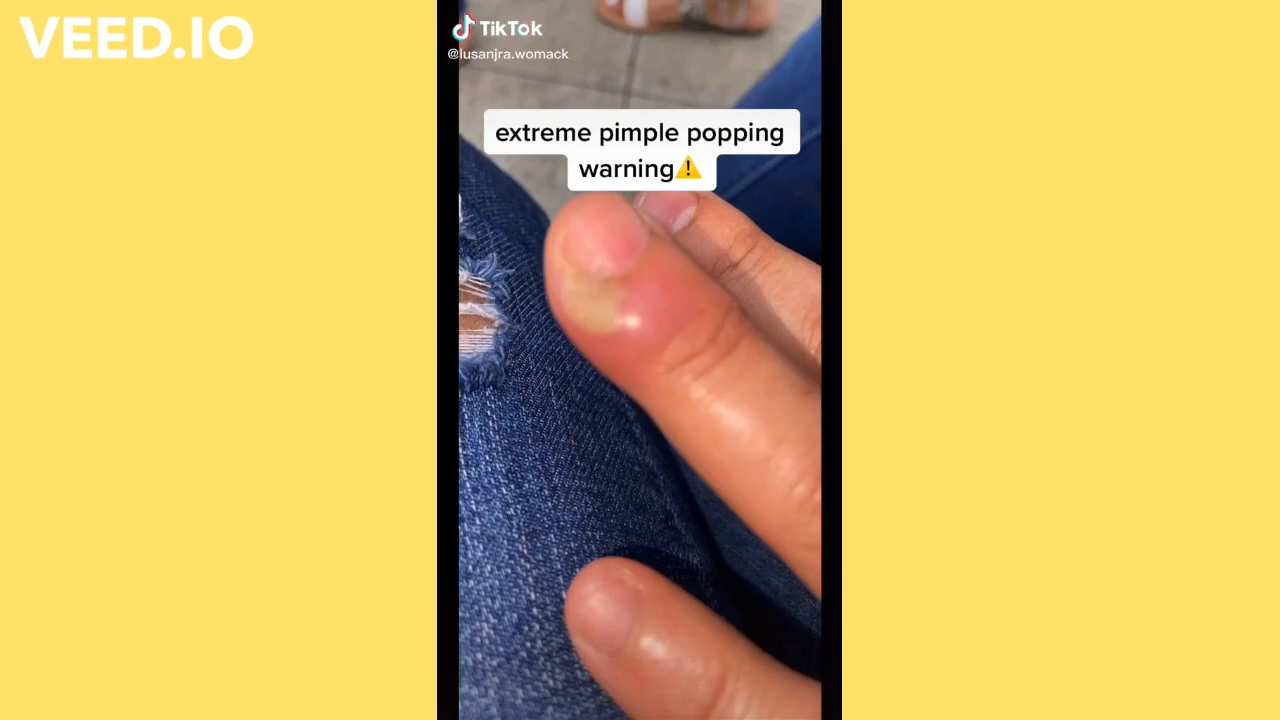 VEED.IO
TikTok
@lusanjra.womack
extreme pimple popping
warning⚠️